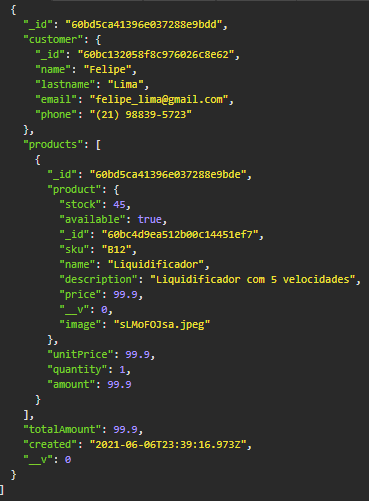 {
"_id": "60bd5ca41396e037288e9bdd",
"customer": {
"_id": "60bc132058f8c976026c8e62",
"name": "Felipe",
"lastname": "Lima",
"email": "felipe_lima@gmail.com",
"phone": "(21) 98839-5723"
},
"products": [
{
"_id": "60bd5ca41396e037288e9bde",
"product": {
"stock": 45,
"available": true,
"_id": "60bc4d9ea512b00c14451ef7",
"sku": "B12",
"name": "Liquidificador",
"description": "Liquidificador com 5 velocidades",
"price": 99.9,
"__v": 0,
"image": "sLMoFOJsa.jpeg"
},
"unitPrice": 99.9,
"quantity": 1,
"amount": 99.9
}
],
"totalAmount": 99.9,
"created": "2021-06-06T23:39:16.973Z",
"__v": 0
}
]